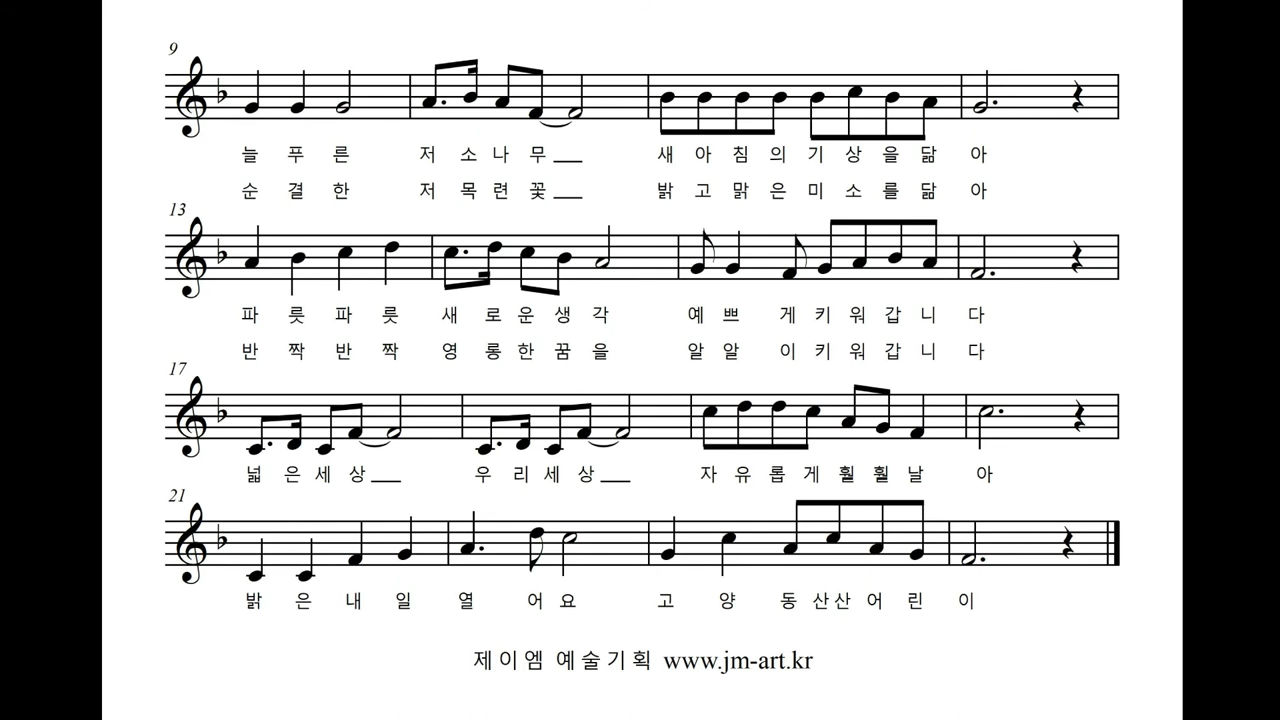 9
늘 푸 른 저 소 나 무 새 아 침 의 기 상 을 닮 아
순 결 한 저 목 련 꽃 밝 고 맑 은 미 소 를 닮 아
13
파 릇 파 릇 새 로 운 생 각 예 쁘 게 키 워 갑 니 다
반 짝 반 짝 영 롱 한 꿈 을 알 알 이 키 워 갑 니 다
17
넓 은 세 상 우 리 세 상 자 유 롭 게 훨 훨 날 아
21
밝 은 내 일 열 어 요 고 양 동 산 산 어 린 이
제이엠 예술기획 www.jm-art.kr